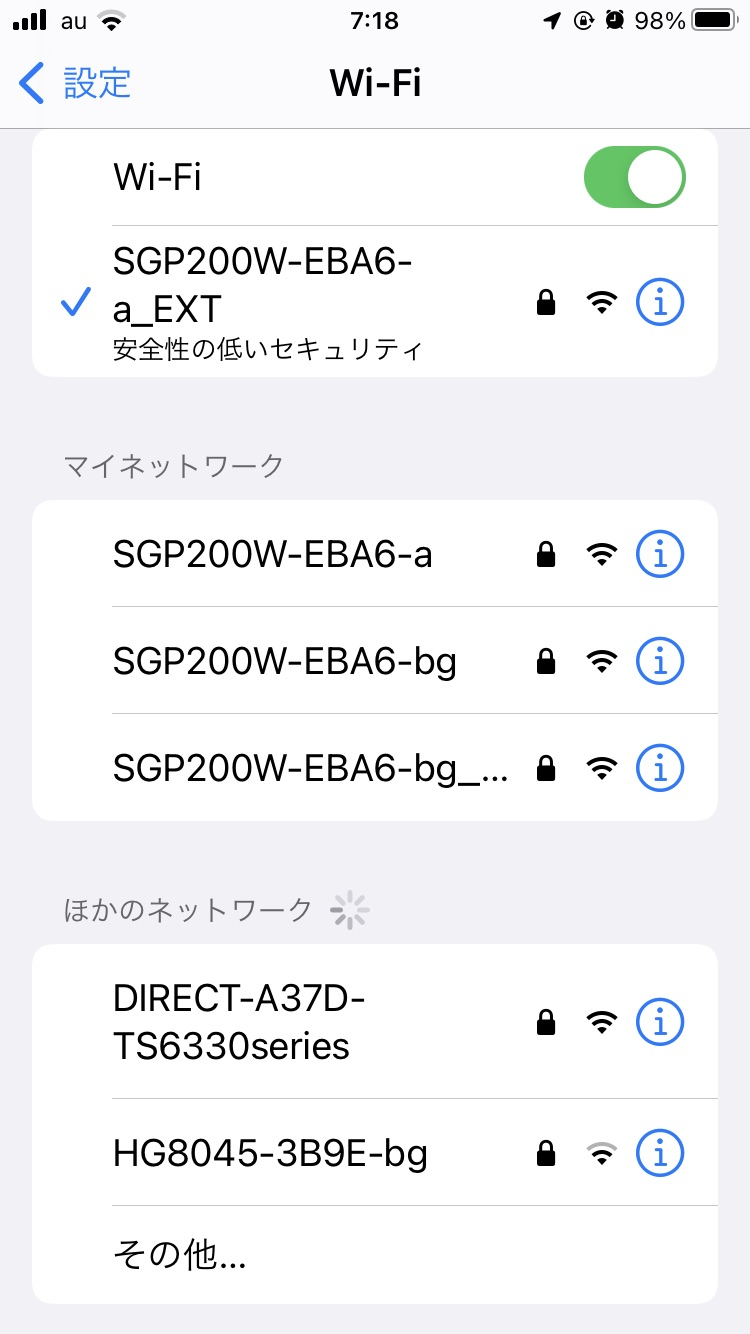 au 7:18 98%
設定 Wi-Fi
Wi-Fi
SGP200W-EBA6-
a_EXT
安全性の低いセキュリティ
マイネットワーク
SGP200W-EBA6-a
SGP200W-EBA6-bg
SGP200W-EBA6-bg_...
ほかのネットワーク
DIRECT-A37D-
TS6330series
HG8045-3B9E-bg
その他...